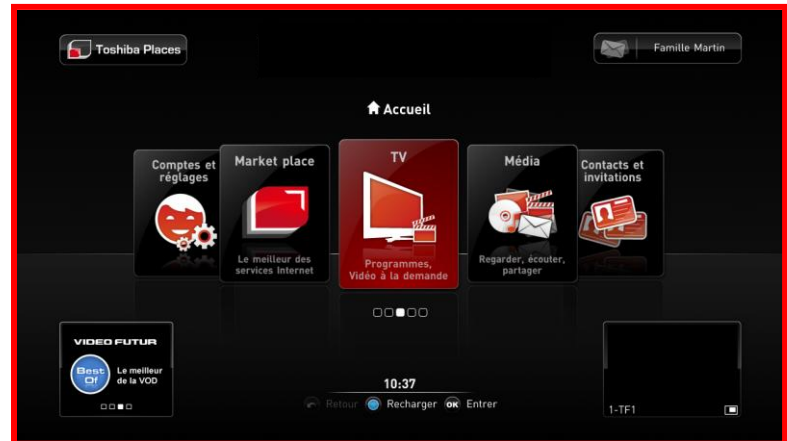 Toshiba Places
Famille Martin
Accueil
Comptes et
réglages
Market place
Le meilleur des
services Internet
TV
Programmes,
Vidéo à la demande
Média
Regarder, écouter,
partager
Contacts et
invitations
VIDEO FUTUR
Best
Of
Le meilleur
de la VOD
10:37
Retour Recharger OK Entrer
1-TF1